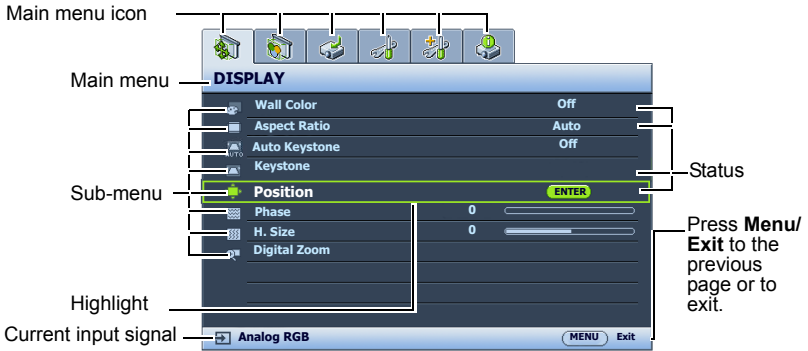 Main menu icon
Main menu
DISPLAY
Wall Color Off
Aspect Ratio Auto
AUTO Auto Keystone Off
Keystone
Status
Sub-menu
Position ENTER
Phase 0
H. Size 0
Digital Zoom
Press Menu/
Exit to the
previous
page or to
exit.
Highlight
Current input signal
Analog RGB MENU Exit